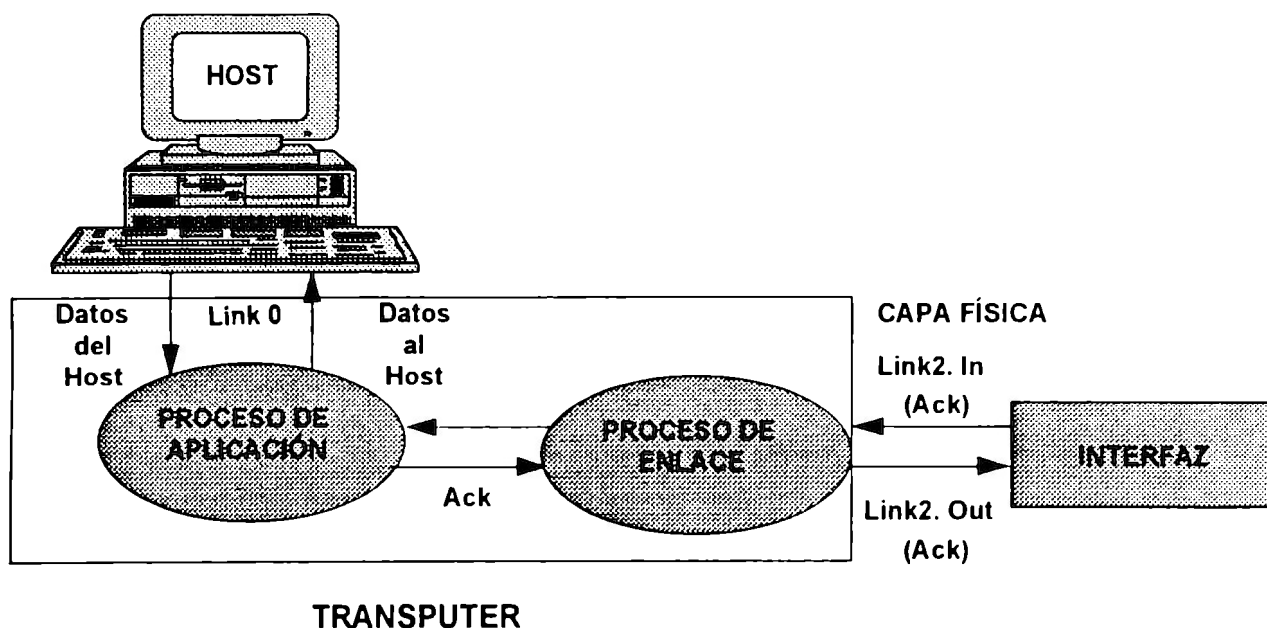 HOST
Datos
del
Host
Link 0
Datos
al
Host
CAPA FÍSICA
Link2. In
(Ack)
PROCESO DE
APLICACIÓN
PROCESO DE
ENLACE
INTERFAZ
Ack
Link2. Out
(Ack)
TRANSPUTER